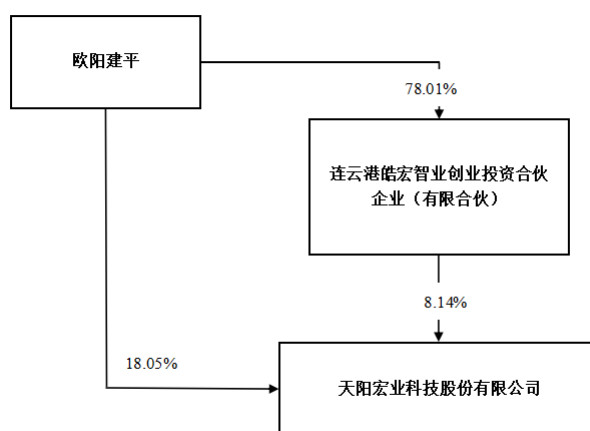 欧阳建平
78.01%
连云港皓宏智业创业投资合伙
企业（有限合伙）
8.14%
18.05%
天阳宏业科技股份有限公司